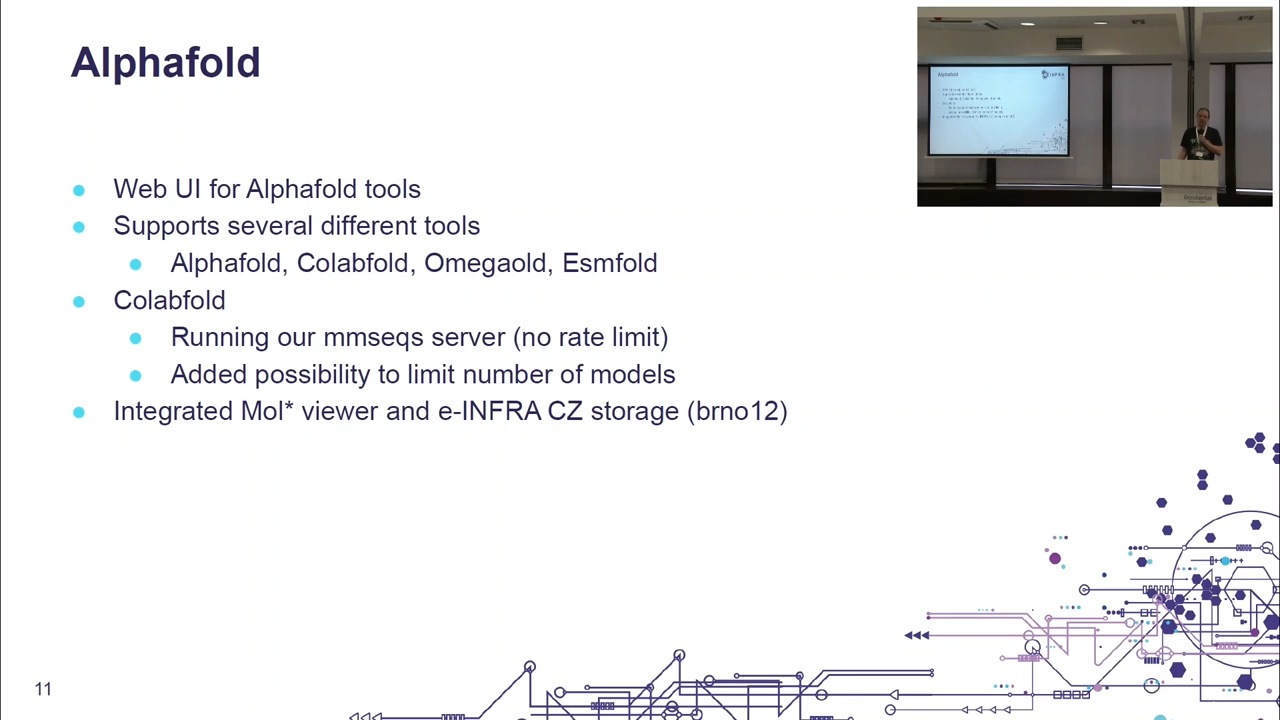 Alphafold
Web UI for Alphafold tools
Supports several different tools
Alphafold, Colabfold, Omegaold, Esmfold
Colabfold
Running our mmseqs server (no rate limit)
Added possibility to limit number of models
Integrated Mol* viewer and e-INFRA CZ storage (brno12)
11
Alphafold
INFRA